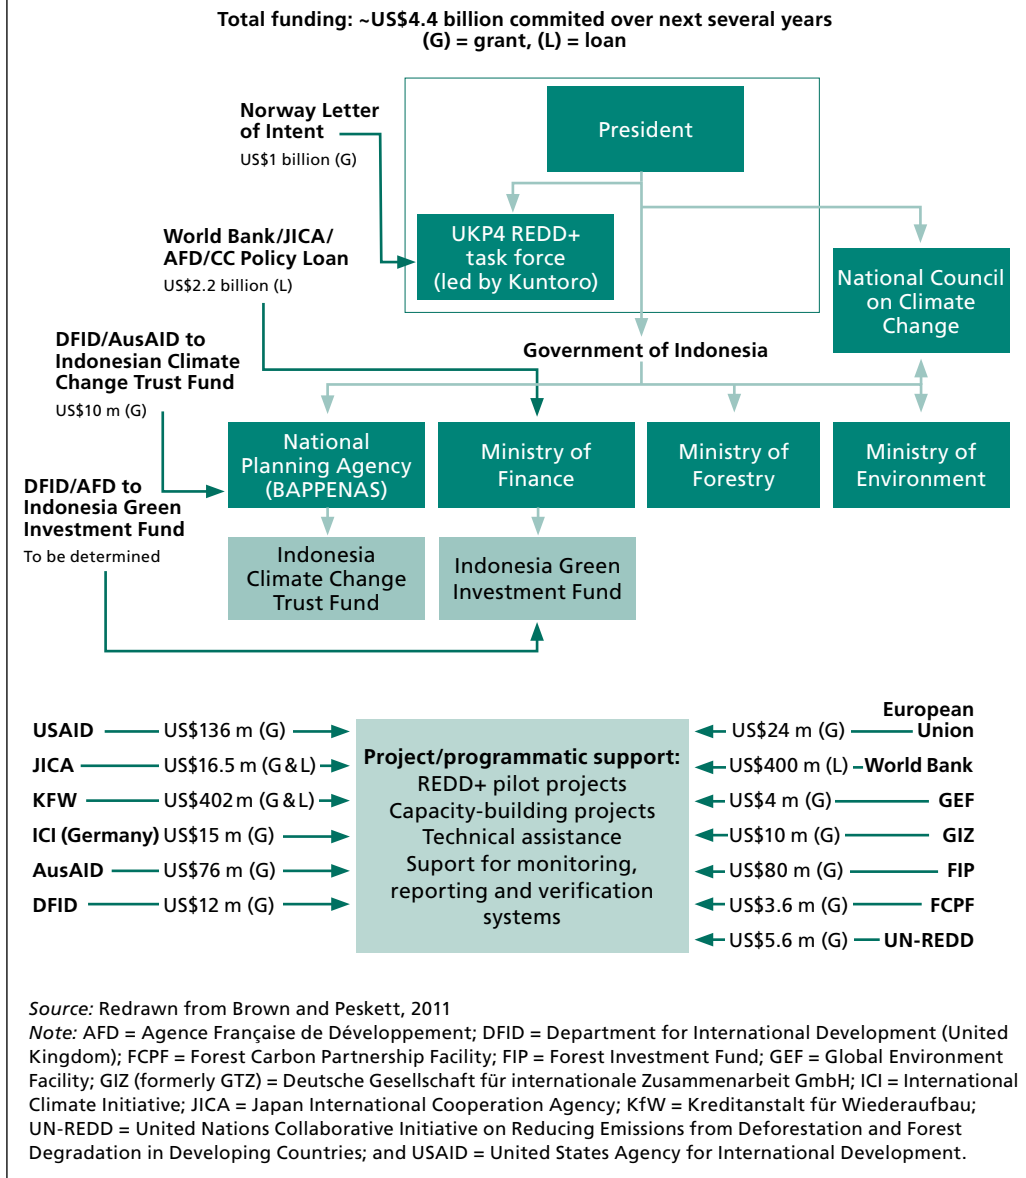 Total funding: ~US$4.4 billion commited over next several years
(G) = grant, (L) = loan
Norway Letter
of Intent
US$1 billion (G)
President
UKP4 REDD+
task force
(led by Kuntoro)
World Bank/JICA/
AFD/CC Policy Loan
US$2.2 billion (L)
National Council
on Climate
Change
DFID/AusAID to
Indonesian Climate
Change Trust Fund
US$10 m (G)
Government of Indonesia
National
Planning Agency
(BAPPENAS)
Ministry of
Finance
Ministry of
Forestry
Ministry of
Environment
DFID/AFD to
Indonesia Green
Investment Fund
To be determined
Indonesia
Climate Change
Trust Fund
Indonesia Green
Investment Fund
USAID US$136 m (G)
JICA US$16.5 m (G & L)
KFW US$402 m (G & L)
ICI (Germany) US$15 m (G)
AusAID US$76 m (G)
DFID US$12 m (G)
Project/programmatic support:
REDD+ pilot projects
Capacity-building projects
Technical assistance
Suport for monitoring,
reporting and verification
systems
US$24 m (G) European
Union
US$400 m (L) World Bank
US$4 m (G) GEF
US$10 m (G) GIZ
US$80 m (G) FIP
US$3.6 m (G) FCPF
US$5.6 m (G) UN-REDD
Source: Redrawn from Brown and Peskett, 2011
Note: AFD = Agence Française de Développement; DFID = Department for International Development (United
Kingdom); FCPF = Forest Carbon Partnership Facility; FIP = Forest Investment Fund; GEF = Global Environment
Facility; GIZ (formerly GTZ) = Deutsche Gesellschaft für internationale Zusammenarbeit GmbH; ICI = International
Climate Initiative; JICA = Japan International Cooperation Agency; KfW = Kreditanstalt für Wiederaufbau;
UN-REDD = United Nations Collaborative Initiative on Reducing Emissions from Deforestation and Forest
Degradation in Developing Countries; and USAID = United States Agency for International Development.